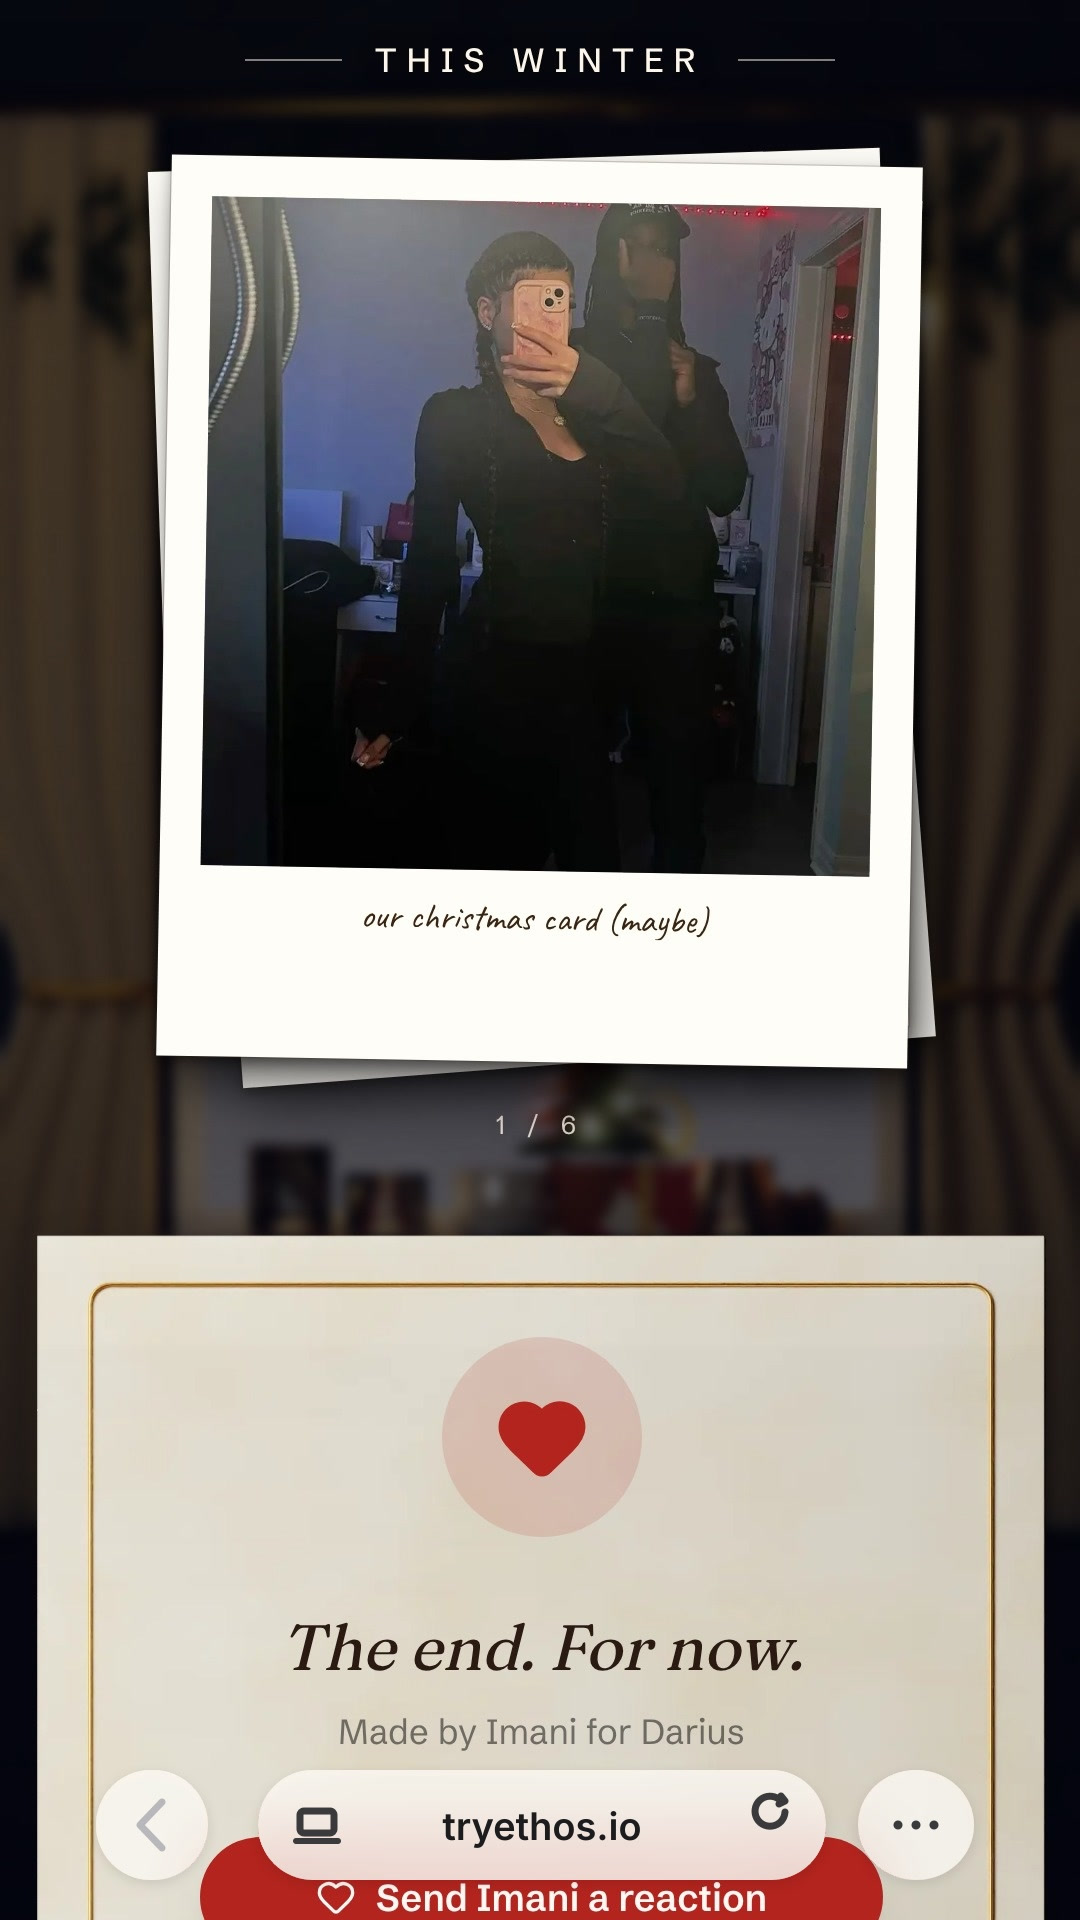 THIS WINTER
our christmas card (maybe)
1 / 6
The end. For now.
Made by Imani for Darius
tryethos.io
Send Imani a reaction